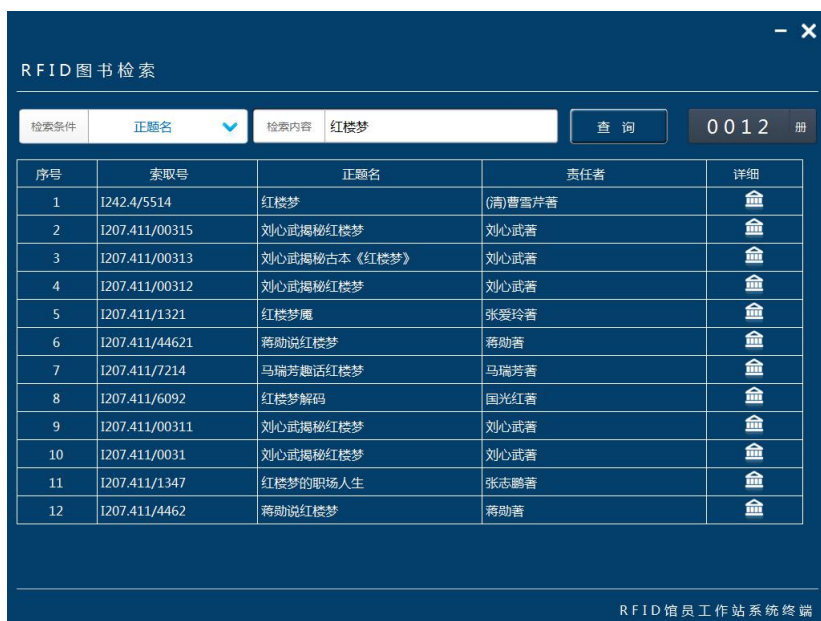 RFID图书检索
检索条件 正题名 检索内容 红楼梦 查询 0012 册
序号 索取号 正题名 责任者 详细
1 I242.4/5514 红楼梦 (清)曹雪芹著
2 I207.411/00315 刘心武揭秘红楼梦 刘心武著
3 I207.411/00313 刘心武揭秘古本《红楼梦》 刘心武著
4 I207.411/00312 刘心武揭秘红楼梦 刘心武著
5 I207.411/1321 红楼梦魇 张爱玲著
6 I207.411/44621 蒋勋说红楼梦 蒋勋著
7 I207.411/7214 马瑞芳趣话红楼梦 马瑞芳著
8 I207.411/6092 红楼梦解码 国光红著
9 I207.411/00311 刘心武揭秘红楼梦 刘心武著
10 I207.411/0031 刘心武揭秘红楼梦 刘心武著
11 I207.411/1347 红楼梦的职场人生 张志鹏著
12 I207.411/4462 蒋勋说红楼梦 蒋勋著
RFID馆员工作站系统终端